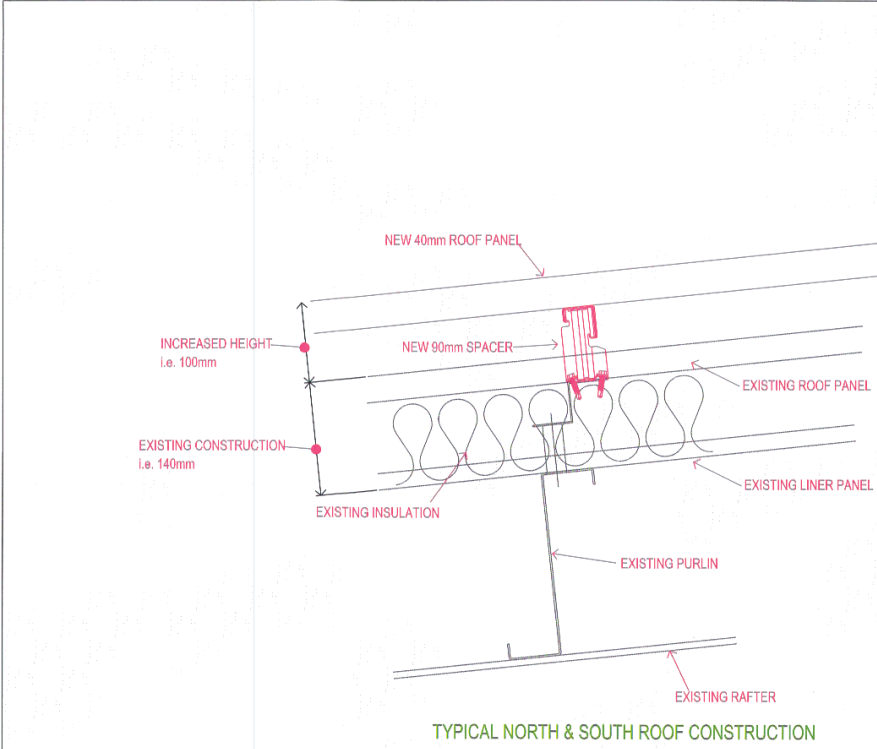 NEW 40mm ROOF PANEL
INCREASED HEIGHT
i.e. 100mm
NEW 90mm SPACER
EXISTING ROOF PANEL
EXISTING CONSTRUCTION
i.e. 140mm
EXISTING LINER PANEL
EXISTING INSULATION
EXISTING PURLIN
EXISTING RAFTER
TYPICAL NORTH & SOUTH ROOF CONSTRUCTION